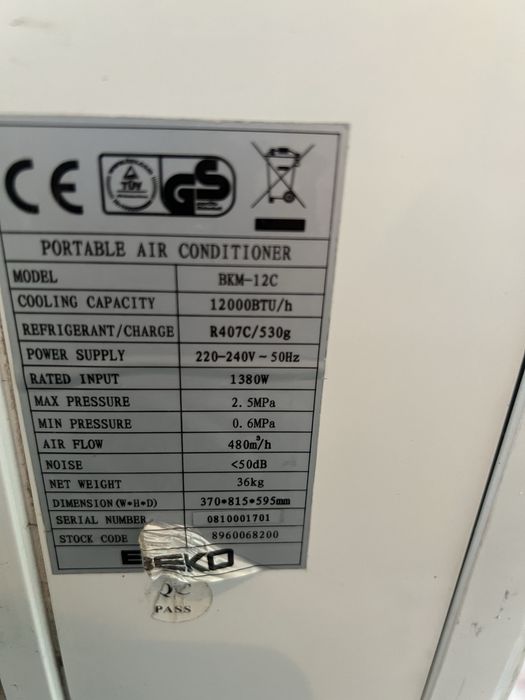 CE
TÜV
GS
PORTABLE AIR CONDITIONER
MODEL BKM-12C
COOLING CAPACITY 12000BTU/h
REFRIGERANT/CHARGE R407C/530g
POWER SUPPLY 220-240V ~ 50Hz
RATED INPUT 1380W
MAX PRESSURE 2.5MPa
MIN PRESSURE 0.6MPa
AIR FLOW 480m³/h
NOISE <50dB
NET WEIGHT 36kg
DIMENSION (W*H*D) 370*815*595mm
SERIAL NUMBER 0810001701
STOCK CODE 8960068200
BEKO
QC
PASS